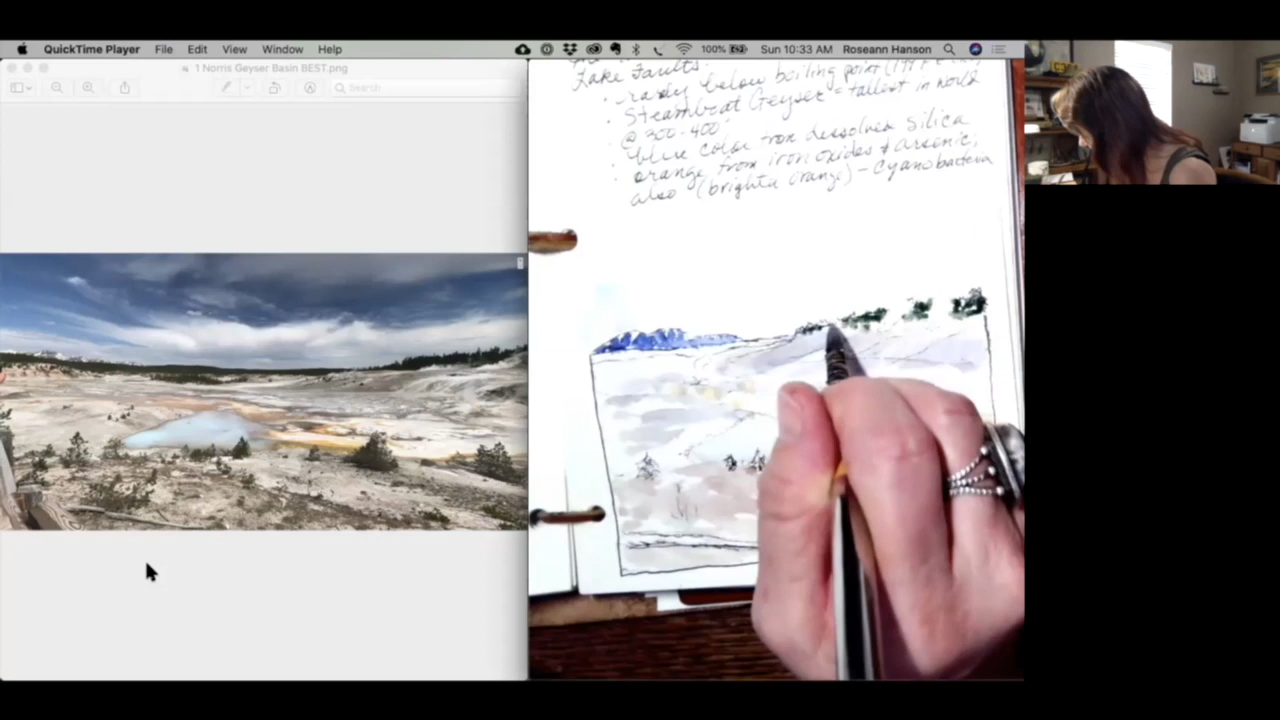 QuickTime Player File Edit View Window Help 100% Sun 10:33 AM Roseann Hanson
1 Norris Geyser Basin BEST.png
Search
Lake Faults.
rarely below boiling point
Steamboat Geyser = tallest in world
@ 300-400'
blue color from dissolved silica
orange from iron oxides & arsenic,
also (brighter orange) - cyanobacteria